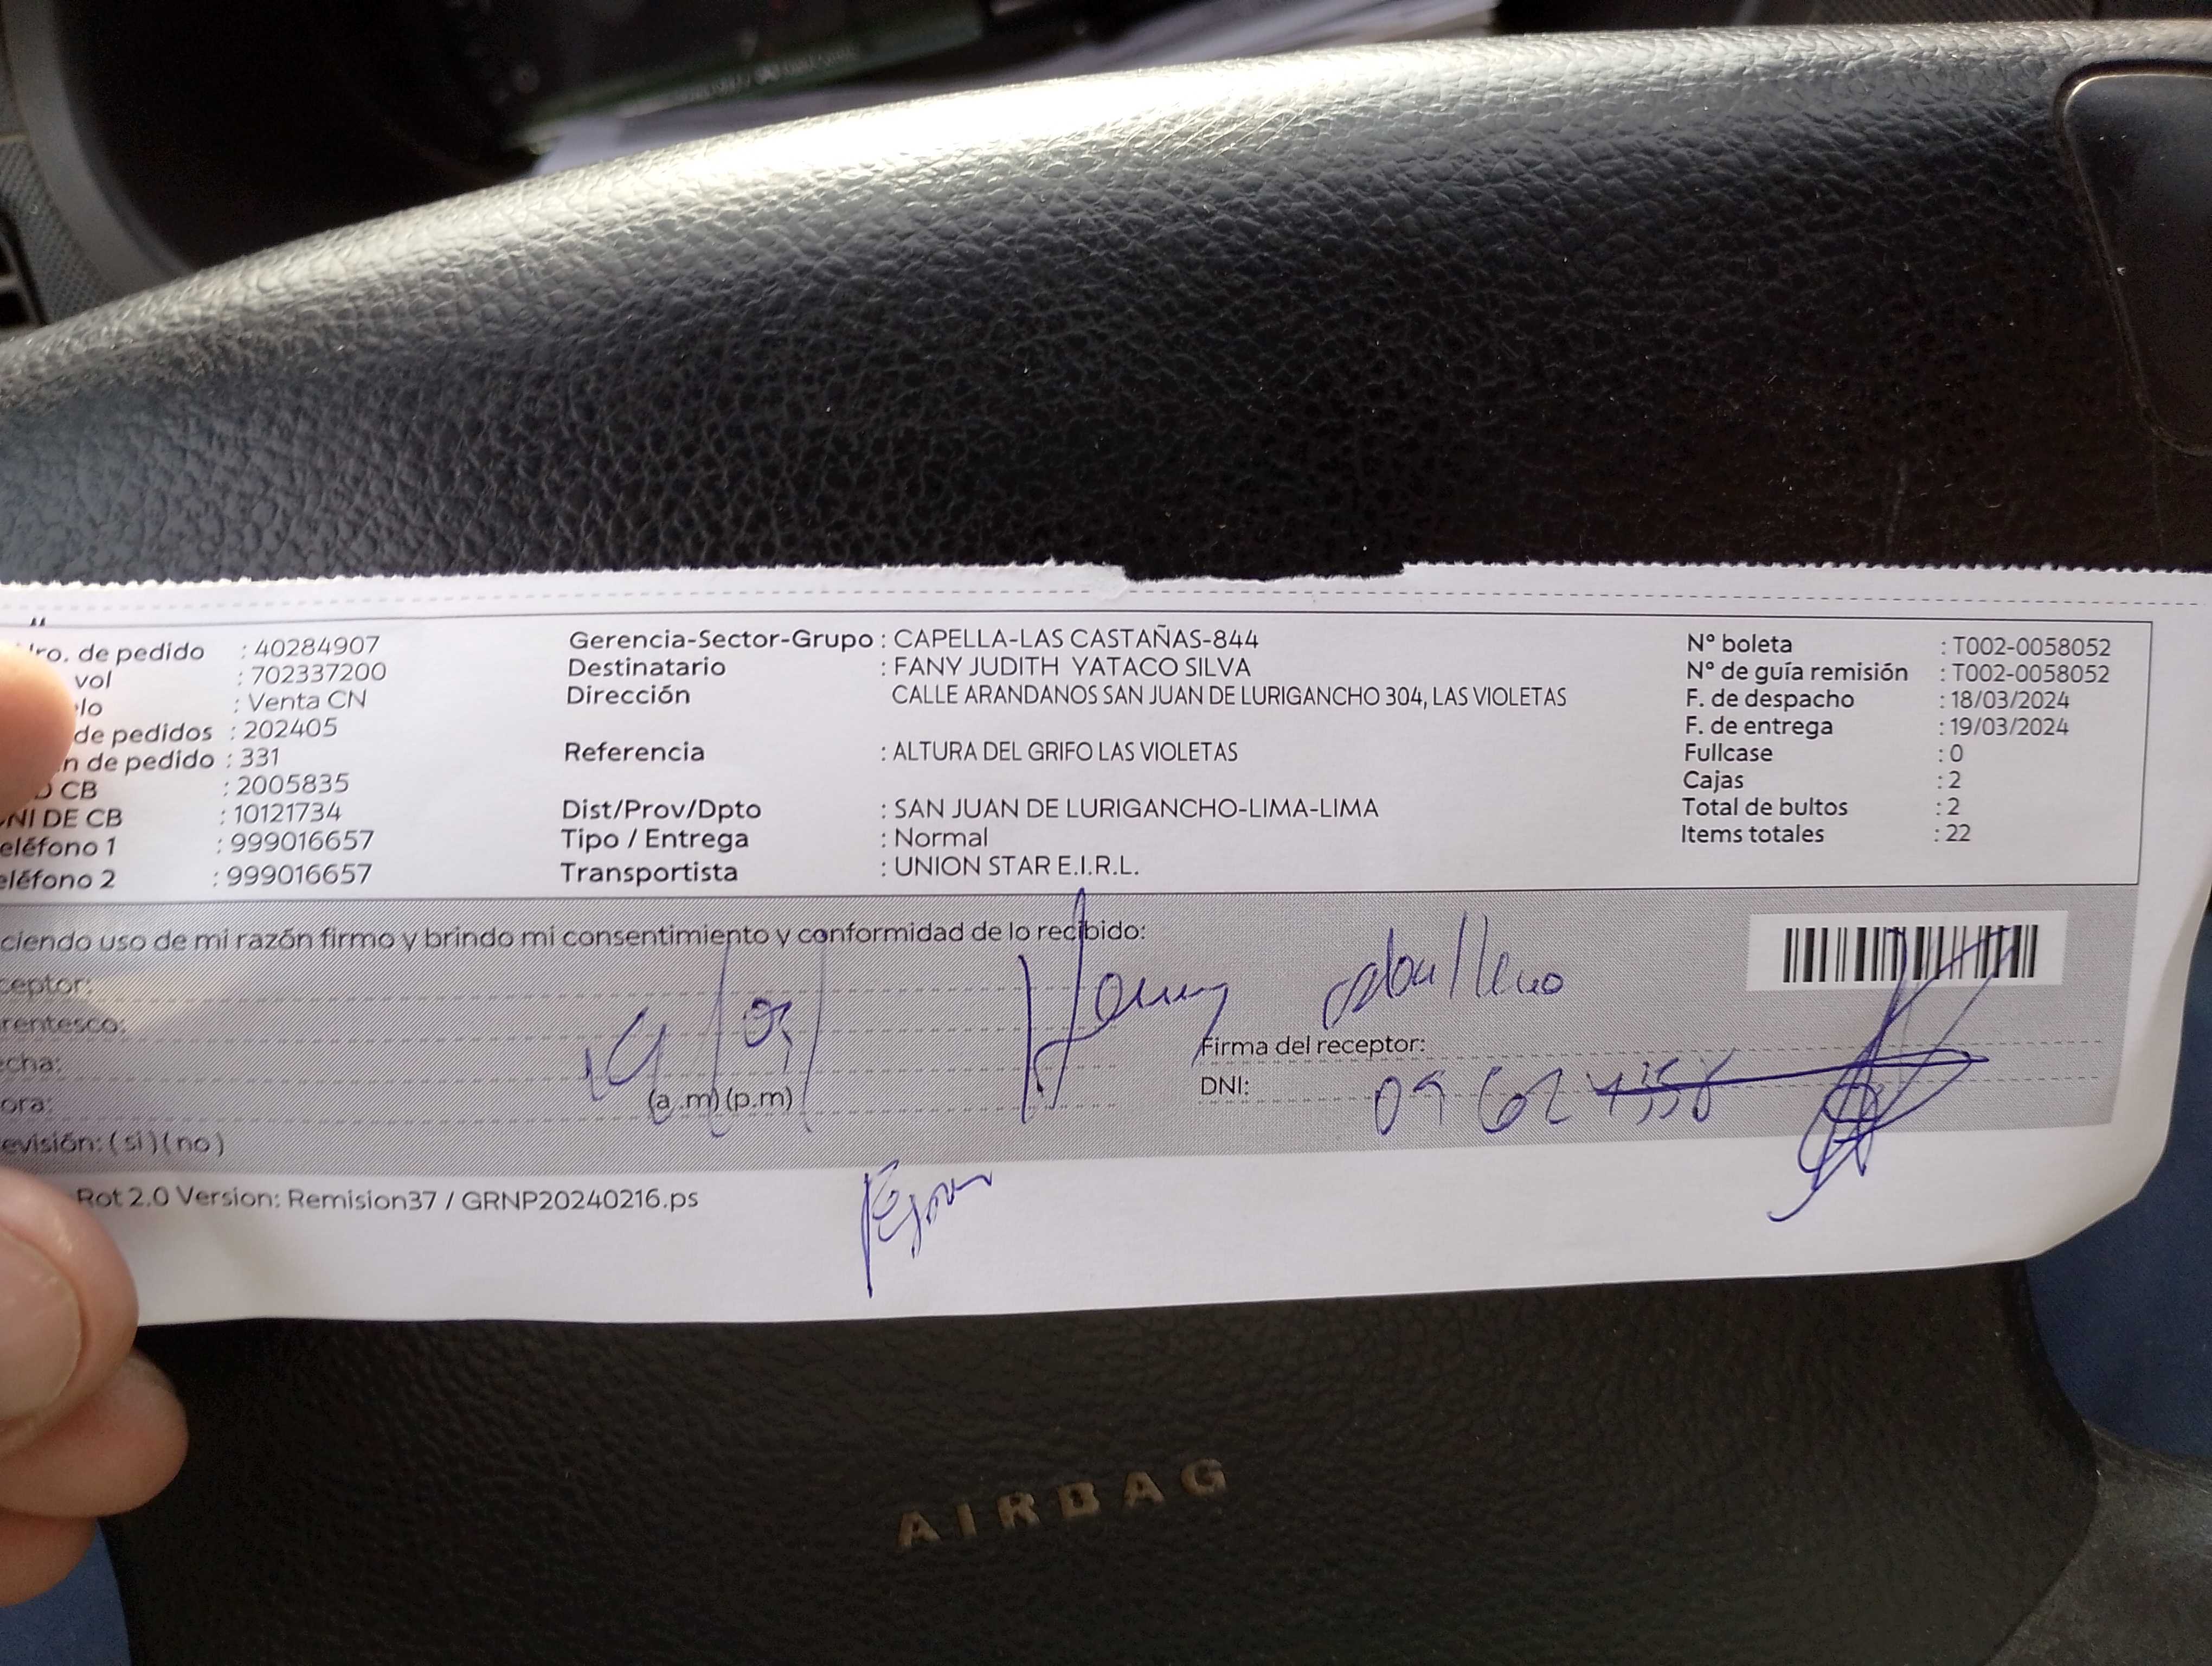 ro. de pedido : 40284907
vol : 702337200
lo : Venta CN
de pedidos : 202405
n de pedido : 331
CB : 2005835
NI DE CB : 10121734
eléfono 1 : 999016657
eléfono 2 : 999016657
Gerencia-Sector-Grupo : CAPELLA-LAS CASTAÑAS-844
Destinatario : FANY JUDITH YATACO SILVA
Dirección CALLE ARANDANOS SAN JUAN DE LURIGANCHO 304, LAS VIOLETAS
Referencia : ALTURA DEL GRIFO LAS VIOLETAS
Dist/Prov/Dpto : SAN JUAN DE LURIGANCHO-LIMA-LIMA
Tipo / Entrega : Normal
Transportista : UNION STAR E.I.R.L.
N° boleta : T002-0058052
N° de guía remisión : T002-0058052
F. de despacho : 18/03/2024
F. de entrega : 19/03/2024
Fullcase : 0
Cajas : 2
Total de bultos : 2
Items totales : 22
ciendo uso de mi razón firmo y brindo mi consentimiento y conformidad de lo recibido:
ceptor:
rentesco:
echa:
ora: (a.m) (p.m)
evisión: ( si ) ( no )
Firma del receptor:
DNI:
Rot 2.0 Version: Remision37 / GRNP20240216.ps
AIRBAG